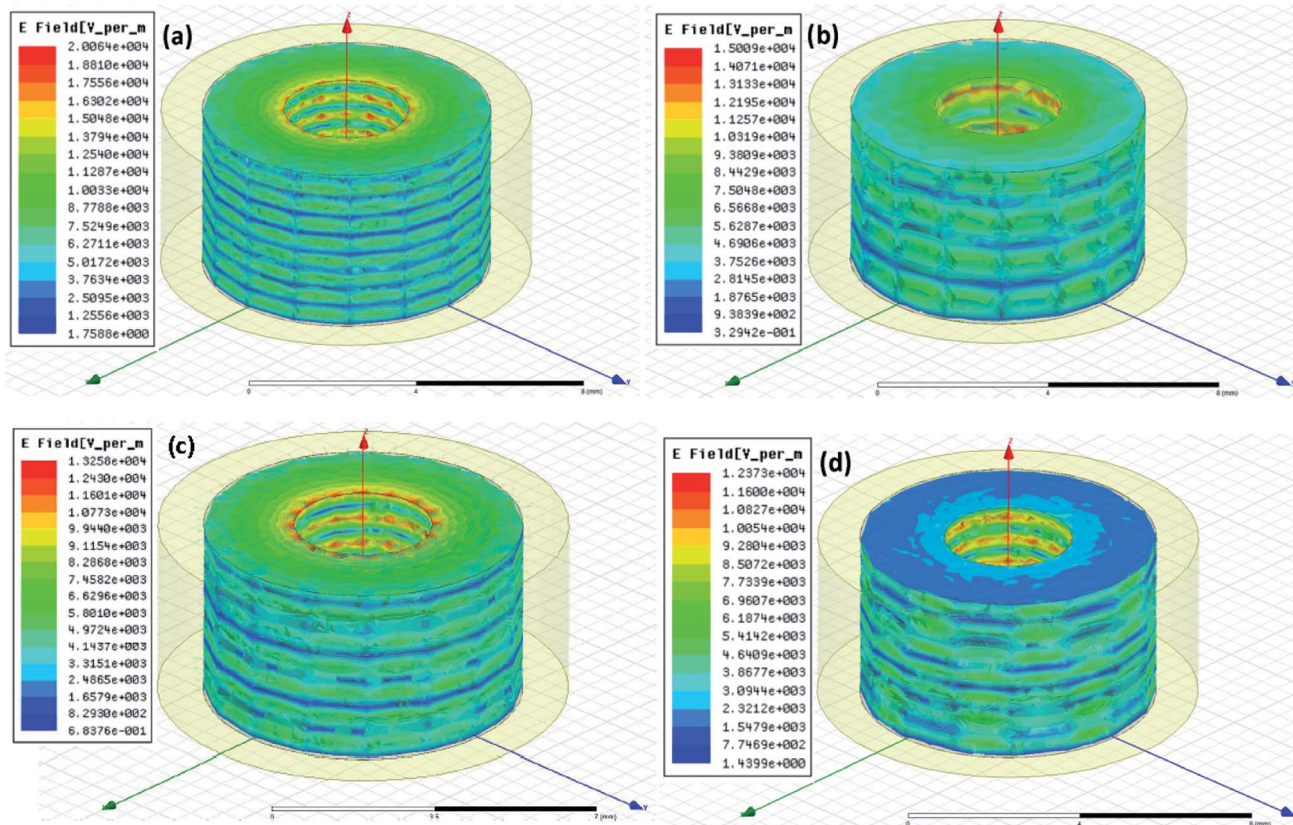 E Field[V_per_m
(a)
2.0064e+004
1.8810e+004
1.7556e+004
1.6302e+004
1.5048e+004
1.3794e+004
1.2540e+004
1.1287e+004
1.0033e+004
8.7788e+003
7.5249e+003
6.2711e+003
5.0172e+003
3.7634e+003
2.5095e+003
1.2556e+003
1.7588e+000
Z
Y
0
4
8 (mm)
E Field[V_per_m
(b)
1.5009e+004
1.4071e+004
1.3133e+004
1.2195e+004
1.1257e+004
1.0319e+004
9.3809e+003
8.4429e+003
7.5048e+003
6.5668e+003
5.6287e+003
4.6906e+003
3.7526e+003
2.8145e+003
1.8765e+003
9.3839e+002
3.2942e-001
Z
Y
0
4
8 (mm)
E Field[V_per_m
(c)
1.3258e+004
1.2430e+004
1.1601e+004
1.0773e+004
9.9440e+003
9.1154e+003
8.2868e+003
7.4582e+003
6.6296e+003
5.8010e+003
4.9724e+003
4.1437e+003
3.3151e+003
2.4865e+003
1.6579e+003
8.2930e+002
6.8376e-001
Z
Y
0
3.5
7 (mm)
E Field[V_per_m
(d)
1.2373e+004
1.1600e+004
1.0827e+004
1.0054e+004
9.2804e+003
8.5072e+003
7.7339e+003
6.9607e+003
6.1874e+003
5.4142e+003
4.6409e+003
3.8677e+003
3.0944e+003
2.3212e+003
1.5479e+003
7.7469e+002
1.4399e+000
Z
Y
0
4
8 (mm)